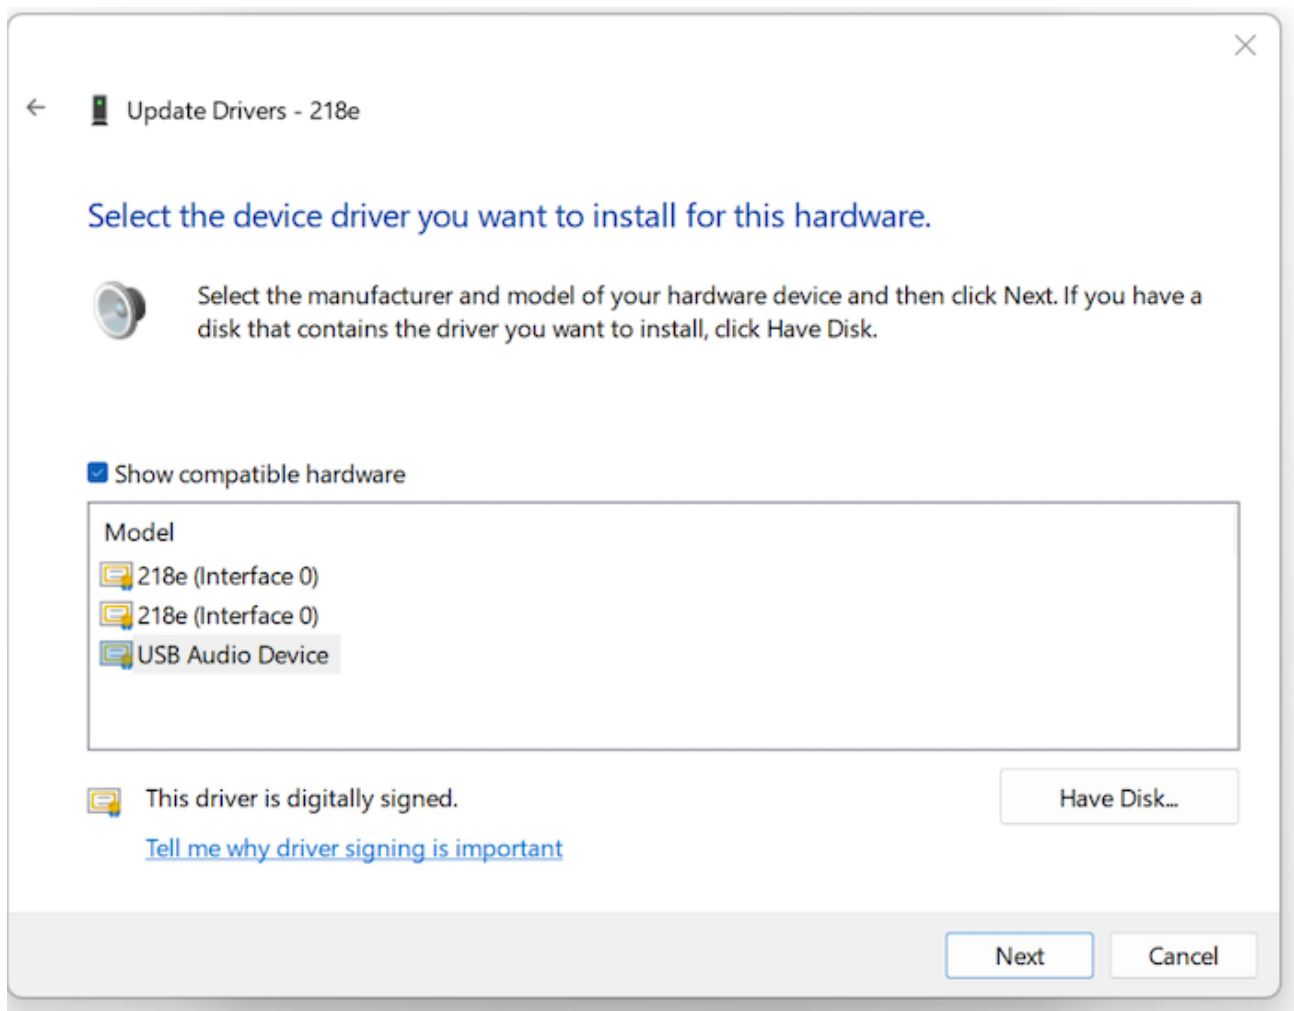 Update Drivers - 218e
Select the device driver you want to install for this hardware.
Select the manufacturer and model of your hardware device and then click Next. If you have a
disk that contains the driver you want to install, click Have Disk.
Show compatible hardware
Model
218e (Interface 0)
218e (Interface 0)
USB Audio Device
This driver is digitally signed.
Have Disk...
Tell me why driver signing is important
Next
Cancel